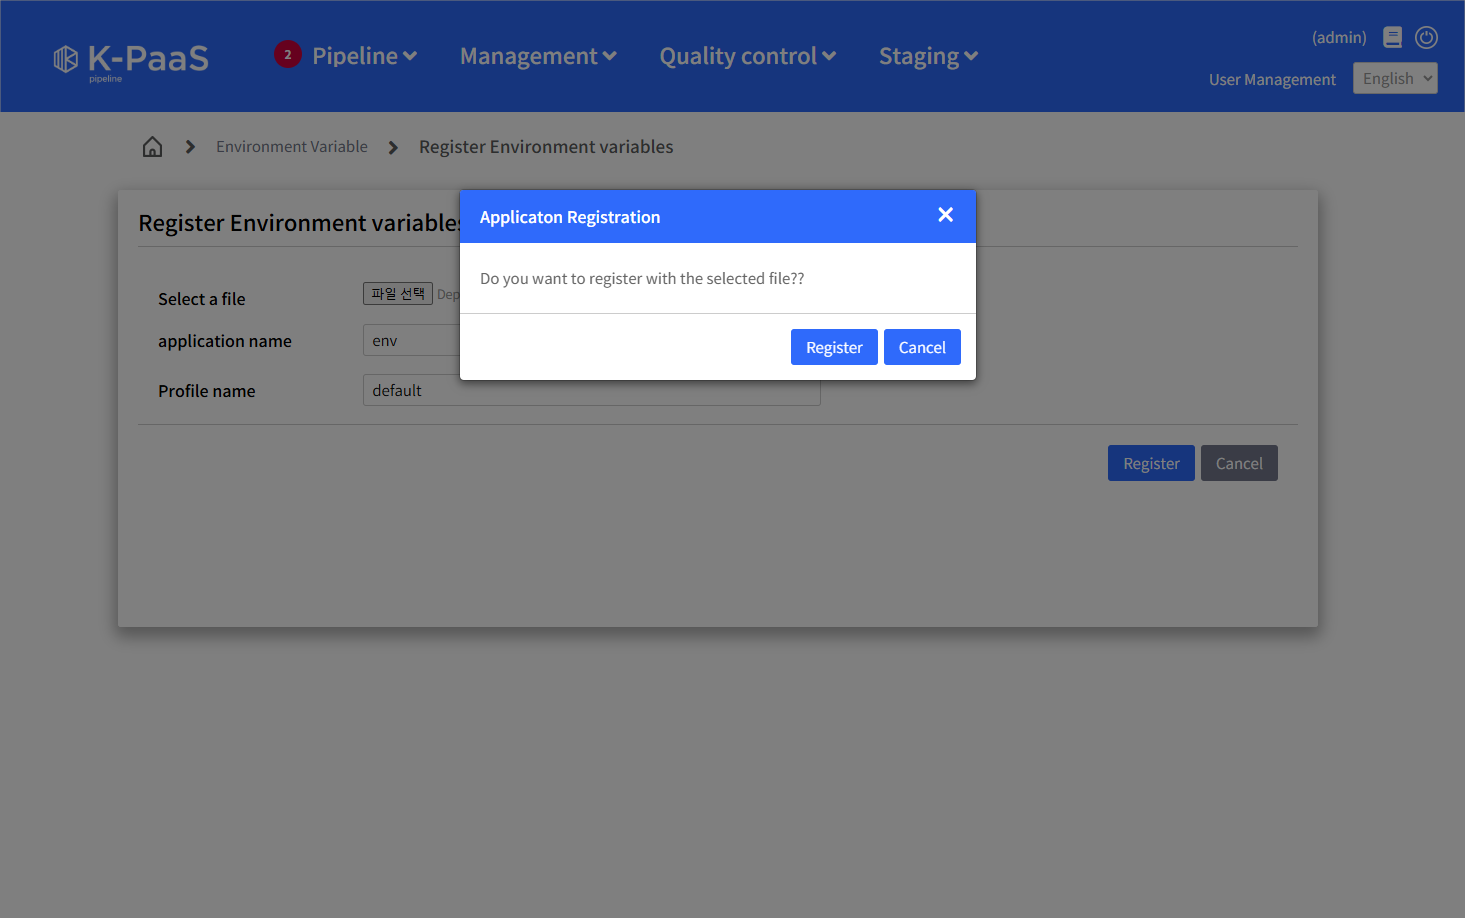 K-PaaS
pipeline
2
Pipeline
Management
Quality control
Staging
(admin)
User Management
English
Environment Variable
Register Environment variables
Register Environment variables
Applicaton Registration
Do you want to register with the selected file??
Register
Cancel
Select a file
파일 선택
Dep
application name
env
Profile name
default
Register
Cancel